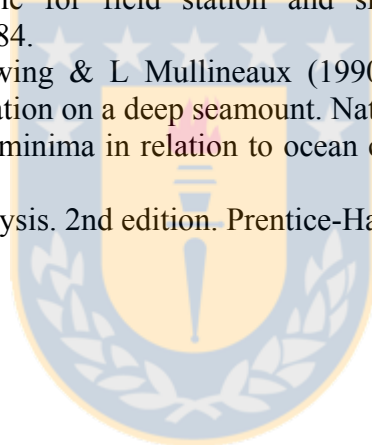 for field station and
84.
wing & L Mullineaux (1990
ation on a deep seamount. Nat
minima in relation to ocean
ysis. 2nd edition. Prentice-Ha